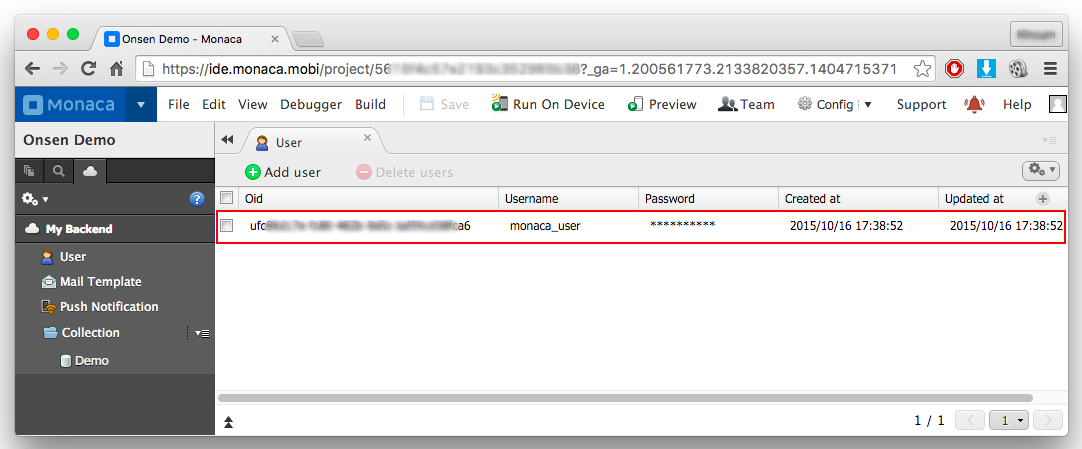 Onsen Demo - Monaca
https://ide.monaca.mobi/project/56 ?_ga=1.200561773.2133820357.1404715371
Monaca File Edit View Debugger Build Save Run On Device Preview Team Config Support Help
Onsen Demo
User
Add user Delete users
Oid Username Password Created at Updated at
My Backend
ufc a6 monaca_user ********** 2015/10/16 17:38:52 2015/10/16 17:38:52
User
Mail Template
Push Notification
Collection
Demo
1 / 1 1